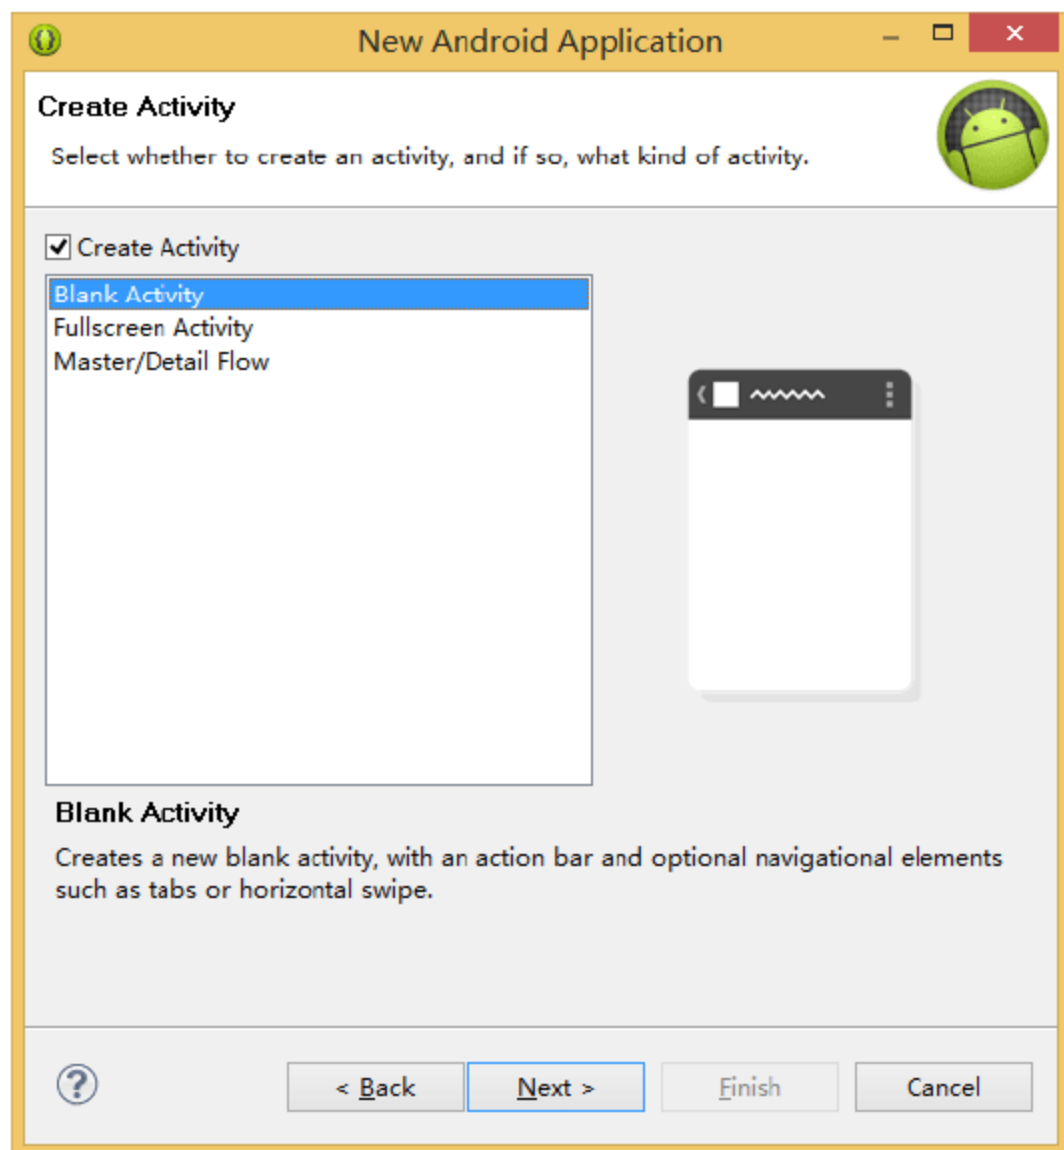 New Android Application
Create Activity
Select whether to create an activity, and if so, what kind of activity.
Create Activity
Blank Activity
Fullscreen Activity
Master/Detail Flow
Blank Activity
Creates a new blank activity, with an action bar and optional navigational elements
such as tabs or horizontal swipe.
< Back
Next >
Finish
Cancel